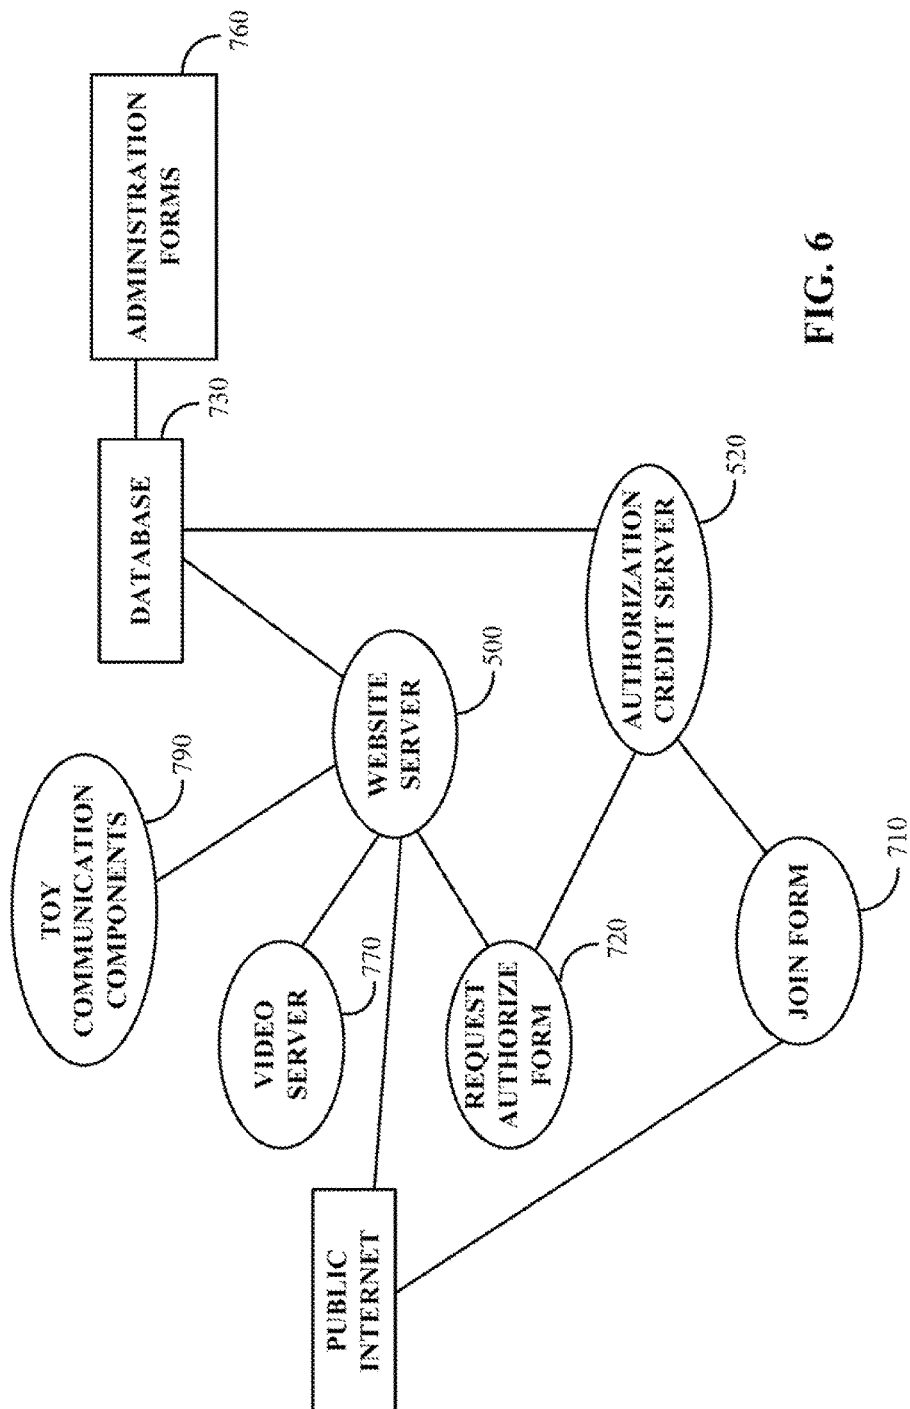 TOY
COMMUNICATION
COMPONENTS
790
DATABASE
730
ADMINISTRATION
FORMS
760
VIDEO
SERVER
770
WEBSITE
SERVER
500
PUBLIC
INTERNET
REQUEST
AUTHORIZE
FORM
720
AUTHORIZATION
CREDIT SERVER
520
JOIN FORM
710
FIG. 6